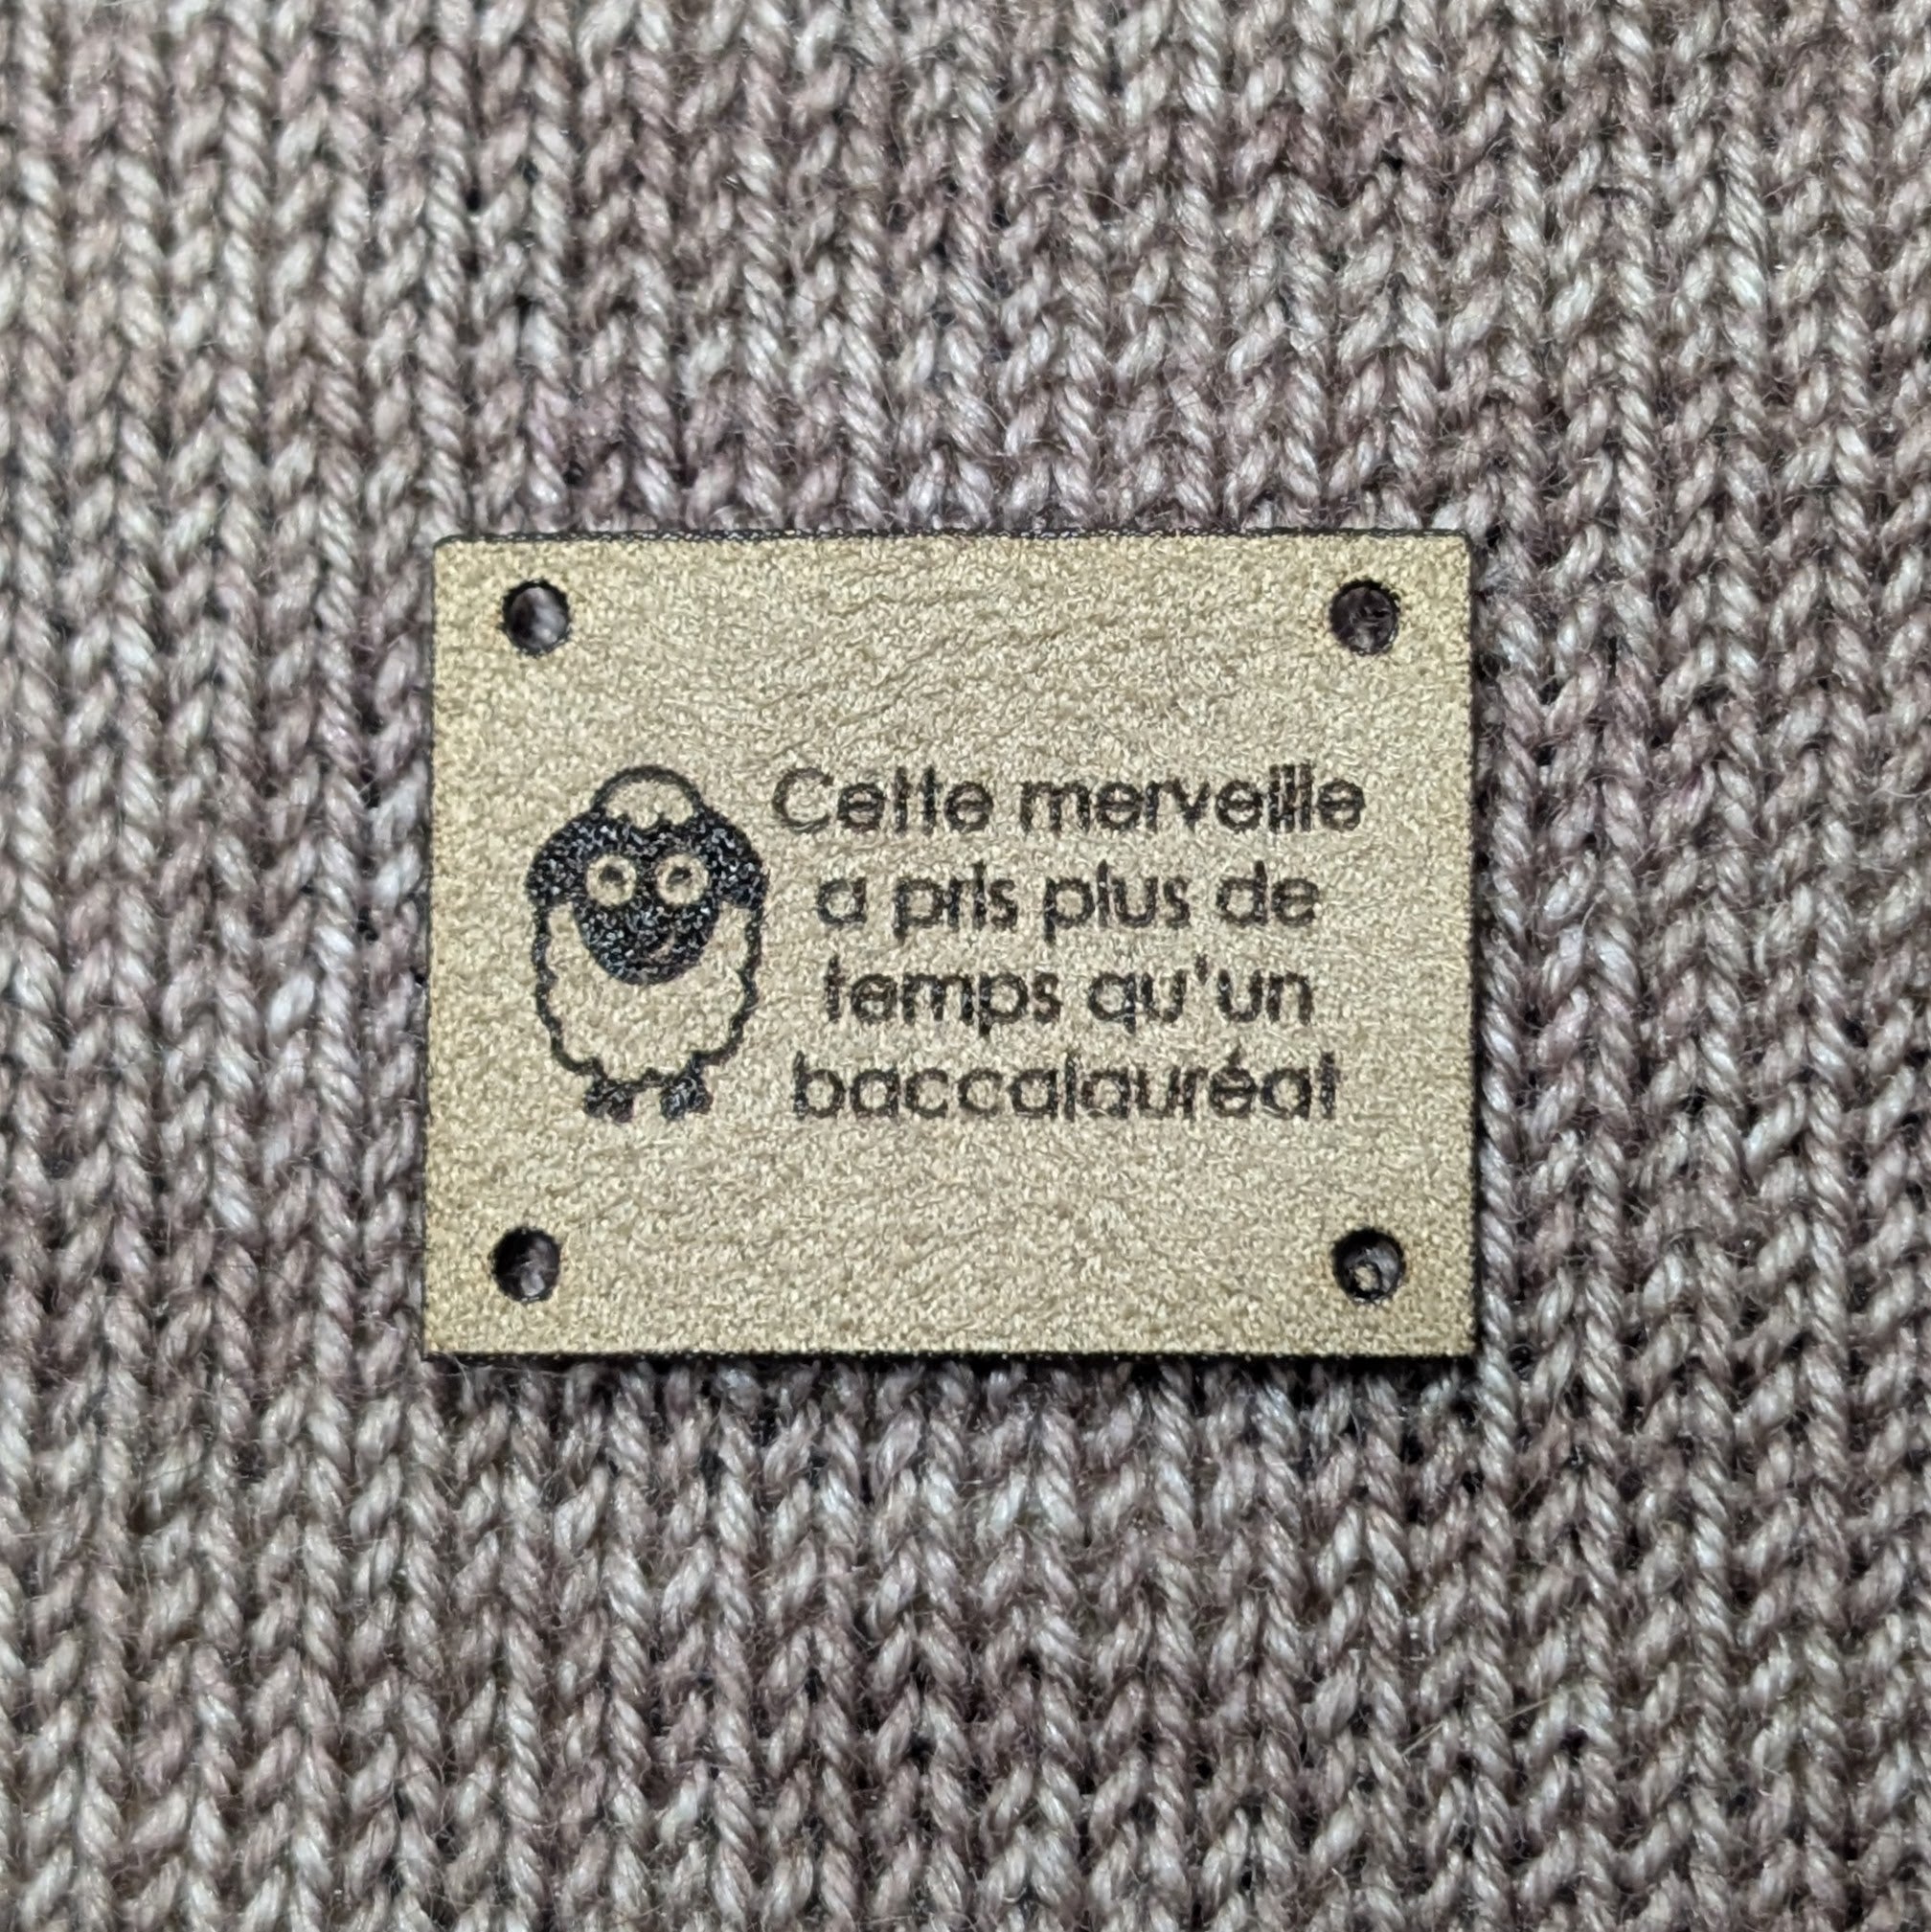 Cette merveille
a pris plus de
temps qu'un
baccalauréat